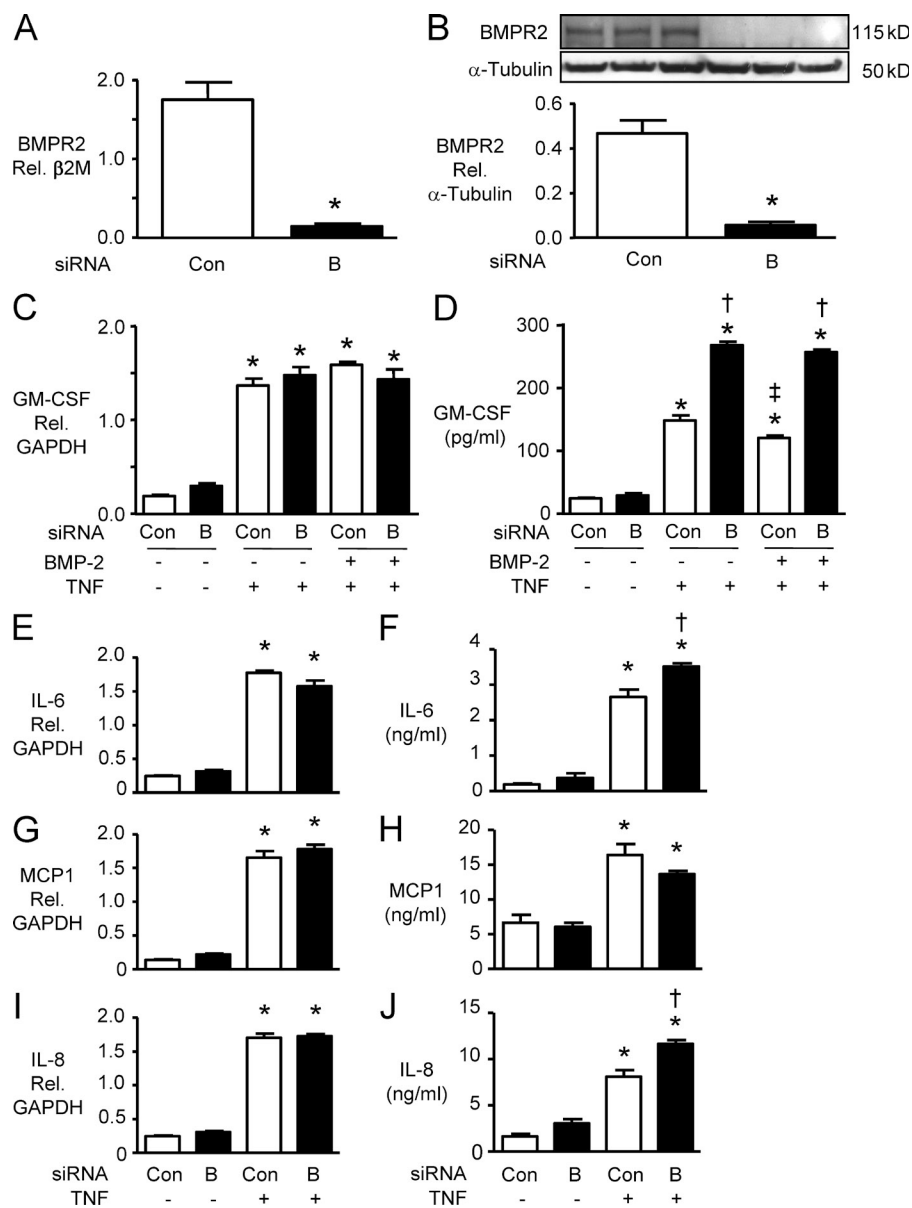 A
BMPR2
Rel. β2M
2.0
1.0
0.0
*
siRNA
Con
B
B
BMPR2
115 kD
α-Tubulin
50 kD
BMPR2
Rel.
α-Tubulin
0.6
0.4
0.2
0.0
*
siRNA
Con
B
C
GM-CSF
Rel.
GAPDH
2.0
1.0
0.0
* * * *
siRNA Con B Con B Con B
BMP-2 - - + +
TNF - - + + + +
D
GM-CSF
(pg/ml)
300
200
100
0
† †
* * ‡ * *
siRNA Con B Con B Con B
BMP-2 - - + +
TNF - - + + + +
E
IL-6
Rel.
GAPDH
2.0
1.5
1.0
0.5
0
* *
F
IL-6
(ng/ml)
4
3
2
1
0
†
* *
G
MCP1
Rel.
GAPDH
2.0
1.5
1.0
0.5
0
* *
H
MCP1
(ng/ml)
20
15
10
5
0
* *
I
IL-8
Rel.
GAPDH
2.0
1.5
1.0
0.5
0
* *
siRNA Con B Con B
TNF - - + +
J
IL-8
(ng/ml)
15
10
5
0
†
* *
siRNA Con B Con B
TNF - - + +